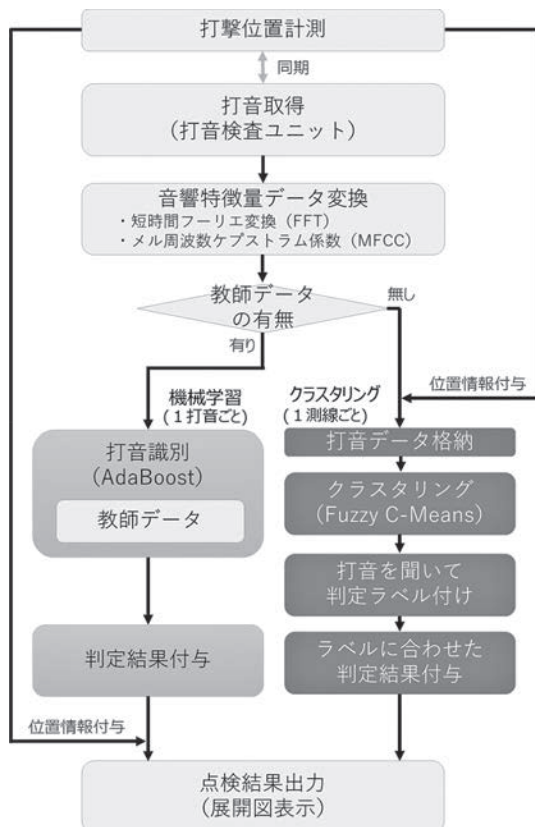 打撃位置計測
同期
打音取得
(打音検査ユニット)
音響特徴量データ変換
・短時間フーリエ変換(FFT)
・メル周波数ケプストラム係数(MFCC)
教師データ
の有無
無し
有り
機械学習
(1打音ごと)
打音識別
(AdaBoost)
教師データ
判定結果付与
位置情報付与
クラスタリング
(1測線ごと)
位置情報付与
打音データ格納
クラスタリング
(Fuzzy C-Means)
打音を聞いて
判定ラベル付け
ラベルに合わせた
判定結果付与
点検結果出力
(展開図表示)